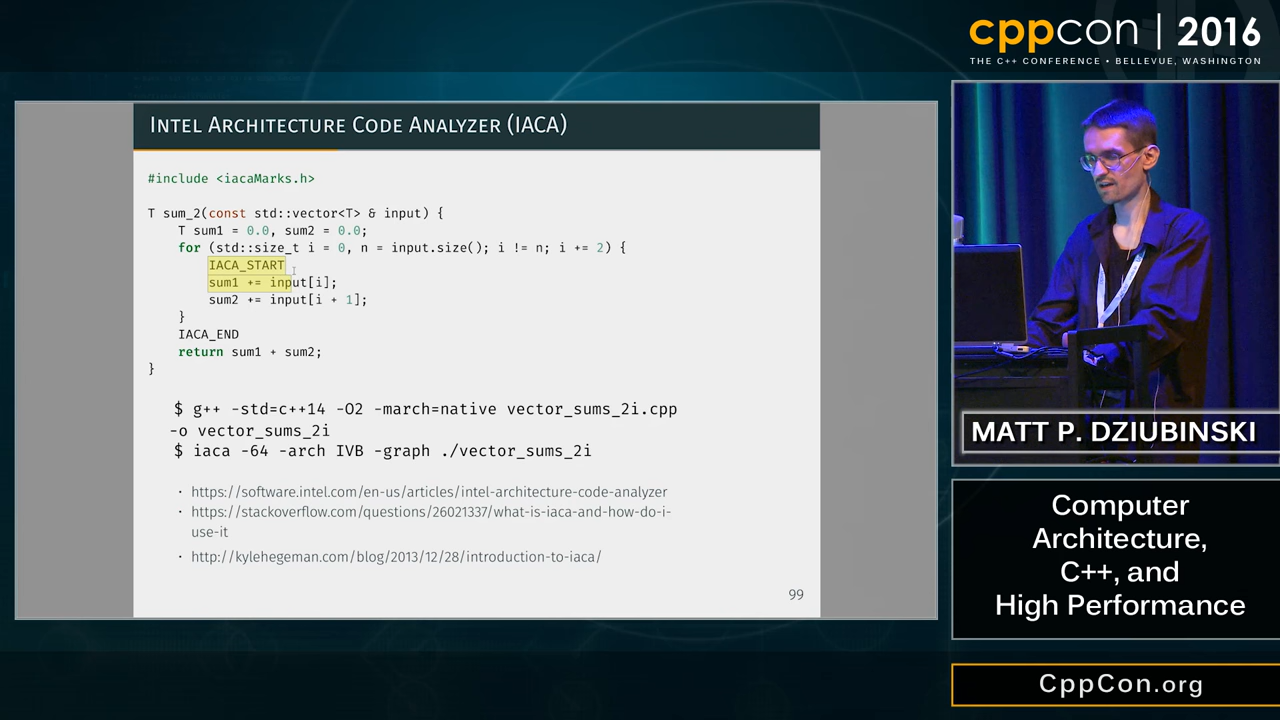 cppcon | 2016
THE C++ CONFERENCE • BELLEVUE, WASHINGTON
INTEL ARCHITECTURE CODE ANALYZER (IACA)
#include <iacaMarks.h>
T sum_2(const std::vector<T> & input) {
T sum1 = 0.0, sum2 = 0.0;
for (std::size_t i = 0, n = input.size(); i != n; i += 2) {
IACA_START
sum1 += input[i];
sum2 += input[i + 1];
}
IACA_END
return sum1 + sum2;
}
$ g++ -std=c++14 -O2 -march=native vector_sums_2i.cpp
-o vector_sums_2i
$ iaca -64 -arch IVB -graph ./vector_sums_2i
• https://software.intel.com/en-us/articles/intel-architecture-code-analyzer
• https://stackoverflow.com/questions/26021337/what-is-iaca-and-how-do-i-
use-it
• http://kylehegeman.com/blog/2013/12/28/introduction-to-iaca/
99
MATT P. DZIUBINSKI
Computer
Architecture,
C++, and
High Performance
CppCon.org